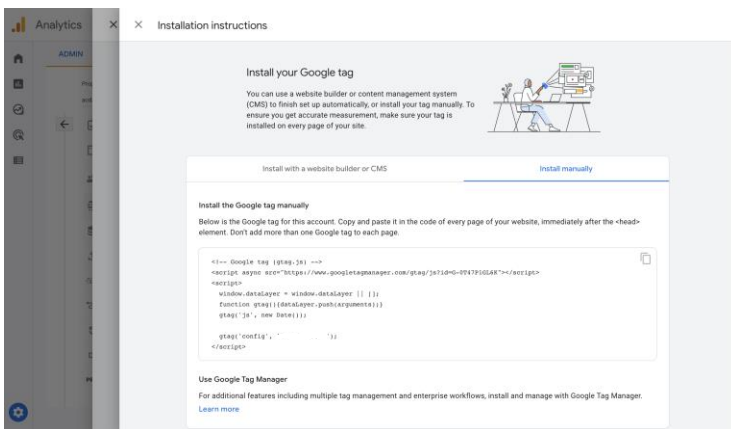 Analytics
ADMIN
Installation instructions
Install your Google tag
You can use a website builder or content management system
(CMS) to finish set up automatically, or install your tag manually. To
ensure you get accurate measurement, make sure your tag is
installed on every page of your site.
Install with a website builder or CMS
Install manually
Install the Google tag manually
Below is the Google tag for this account. Copy and paste it in the code of every page of your website, immediately after the <head>
element. Don't add more than one Google tag to each page.
<!-- Google tag (gtag.js) -->
<script async src="https://www.googletagmanager.com/gtag/js?id=
"></script>
<script>
window.dataLayer = window.dataLayer || [];
function gtag(){dataLayer.push(arguments);}
gtag('js', new Date());
gtag('config', ' ');
</script>
Use Google Tag Manager
For additional features including multiple tag management and enterprise workflows, install and manage with Google Tag Manager.
Learn more